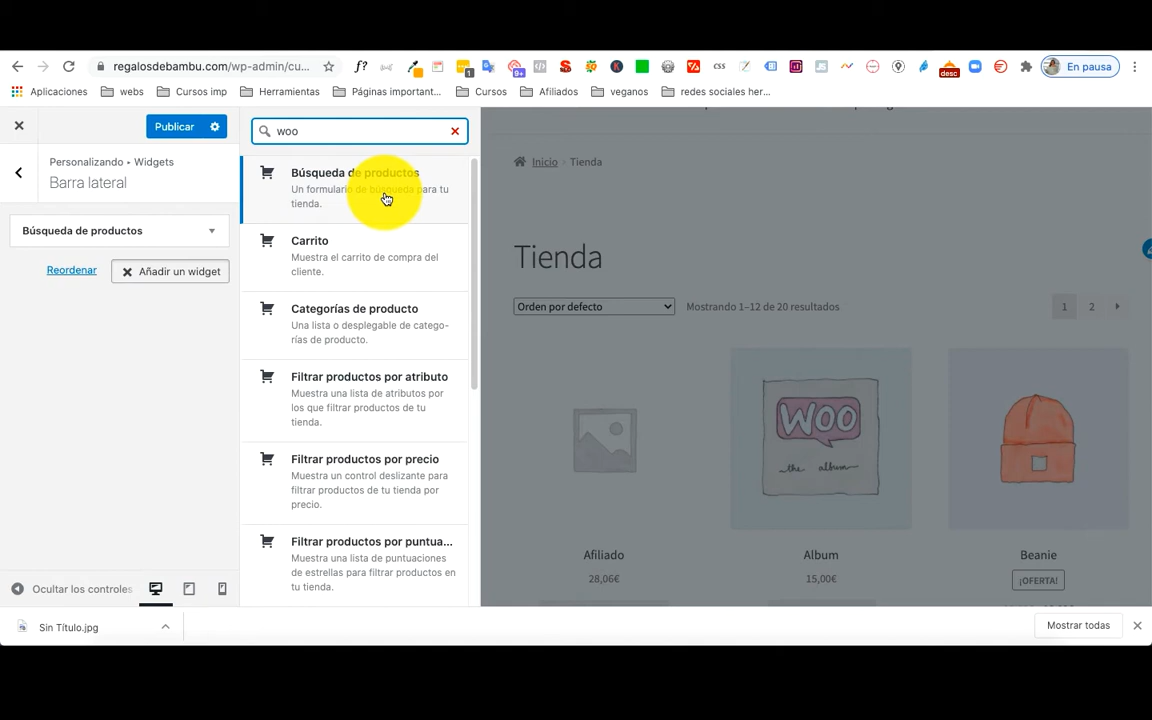 regalosdebambu.com/wp-admin/cu...
f?
css
1
9+
desc
En pausa
Aplicaciones
webs
Cursos imp
Herramientas
Páginas important...
Cursos
Afiliados
veganos
redes sociales her...
Publicar
woo
Personalizando • Widgets
Barra lateral
Búsqueda de productos
Reordenar
Añadir un widget
Búsqueda de productos
Un formulario de búsqueda para tu
tienda.
Carrito
Muestra el carrito de compra del
cliente.
Categorías de producto
Una lista o desplegable de catego-
rías de producto.
Filtrar productos por atributo
Muestra una lista de atributos por
los que filtrar productos de tu
tienda.
Filtrar productos por precio
Muestra un control deslizante para
filtrar productos de tu tienda por
precio.
Filtrar productos por puntua...
Muestra una lista de puntuaciones
de estrellas para filtrar productos en
tu tienda.
Inicio › Tienda
Tienda
Orden por defecto
Mostrando 1–12 de 20 resultados
1
2
WOO
the album
Afiliado
28,06€
Album
15,00€
Beanie
¡OFERTA!
Ocultar los controles
Sin Título.jpg
Mostrar todas